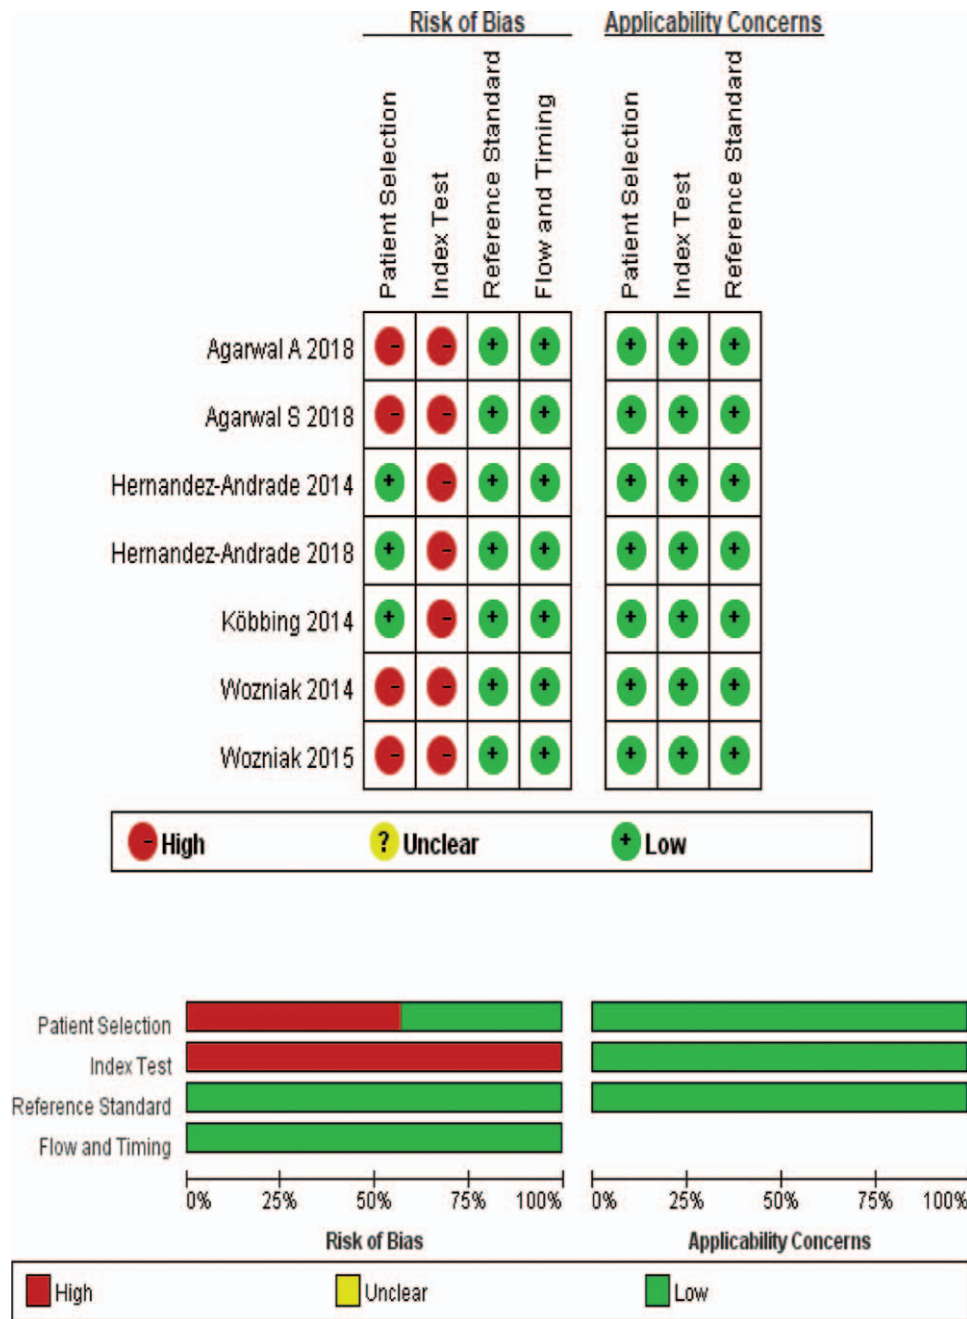 Risk of Bias
Applicability Concerns
Patient Selection
Index Test
Reference Standard
Flow and Timing
Patient Selection
Index Test
Reference Standard
Agarwal A 2018 - - + + + + +
Agarwal S 2018 - - + + + + +
Hernandez-Andrade 2014 + - + + + + +
Hernandez-Andrade 2018 + - + + + + +
Köbbing 2014 + - + + + + +
Wozniak 2014 - - + + + + +
Wozniak 2015 - - + + + + +
- High ? Unclear + Low
Patient Selection
Index Test
Reference Standard
Flow and Timing
0% 25% 50% 75% 100% 0% 25% 50% 75% 100%
Risk of Bias
Applicability Concerns
High Unclear Low